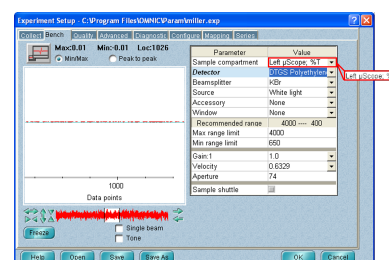 Experiment Setup - C:\Program Files\OMNIC\Param\miller.exp
Collect Bench Quality Advanced Diagnostic Configure Mapping Series
Max:0.01 Min:-0.01 Loc:1026
MinMax Peak to peak
1000
Data points
Single beam
Tone
Freeze
Parameter Value
Sample compartment Left µScope; %T
Detector DTGS Polyethylen
Beamsplitter KBr
Source White light
Accessory None
Window None
Recommended range 4000 ---- 400
Max range limit 4000
Min range limit 650
Gain:1 1.0
Velocity 0.6329
Aperture 74
Sample shuttle
Left µScope; %
Help Open Save Save As OK Cancel